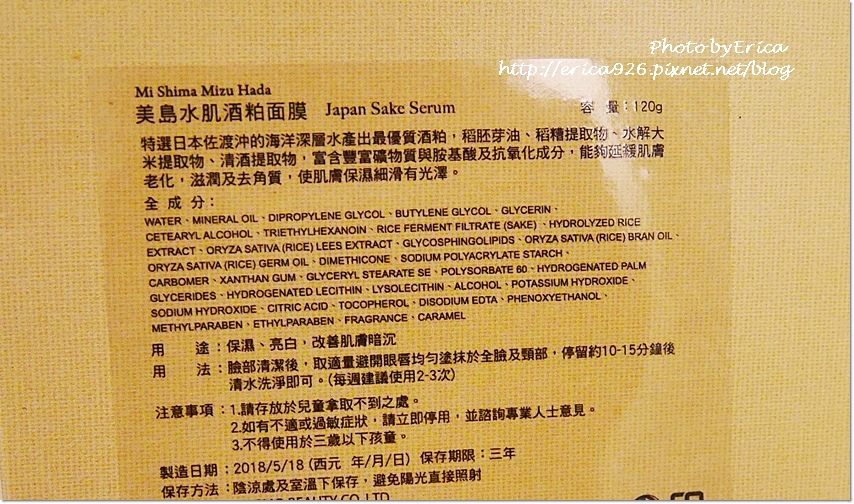 Photo by Erica
http://erica926.pixnet.net/blog
Mi Shima Mizu Hada
美島水肌酒粕面膜 Japan Sake Serum 容 量：120g
特選日本佐渡沖的海洋深層水產出最優質酒粕，稻胚芽油、稻糟提取物、水解大
米提取物、清酒提取物，富含豐富礦物質與胺基酸及抗氧化成分，能夠延緩肌膚
老化，滋潤及去角質，使肌膚保濕細滑有光澤。
全 成 分：
WATER、MINERAL OIL、DIPROPYLENE GLYCOL、BUTYLENE GLYCOL、GLYCERIN、
CETEARYL ALCOHOL、TRIETHYLHEXANOIN、RICE FERMENT FILTRATE (SAKE)、HYDROLYZED RICE
EXTRACT、ORYZA SATIVA (RICE) LEES EXTRACT、GLYCOSPHINGOLIPIDS、ORYZA SATIVA (RICE) BRAN OIL、
ORYZA SATIVA (RICE) GERM OIL、DIMETHICONE、SODIUM POLYACRYLATE STARCH、
CARBOMER、XANTHAN GUM、GLYCERYL STEARATE SE、POLYSORBATE 60、HYDROGENATED PALM
GLYCERIDES、HYDROGENATED LECITHIN、LYSOLECITHIN、ALCOHOL、POTASSIUM HYDROXIDE、
SODIUM HYDROXIDE、CITRIC ACID、TOCOPHEROL、DISODIUM EDTA、PHENOXYETHANOL、
METHYLPARABEN、ETHYLPARABEN、FRAGRANCE、CARAMEL
用 途：保濕、亮白，改善肌膚暗沉
用 法：臉部清潔後，取適量避開眼唇均勻塗抹於全臉及頸部，停留約10-15分鐘後
清水洗淨即可。(每週建議使用2-3次)
注意事項：1.請存放於兒童拿取不到之處。
2.如有不適或過敏症狀，請立即停用，並諮詢專業人士意見。
3.不得使用於三歲以下孩童。
製造日期：2018/5/18 (西元 年/月/日) 保存期限：三年
保存方法：陰涼處及室溫下保存，避免陽光直接照射
BEAUTY CO.,LTD